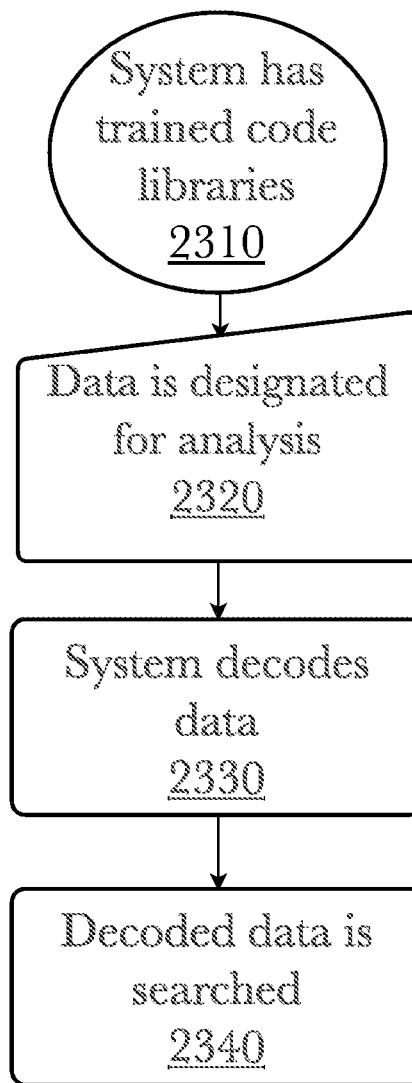 System has
trained code
libraries
2310
Data is designated
for analysis
2320
System decodes
data
2330
Decoded data is
searched
2340